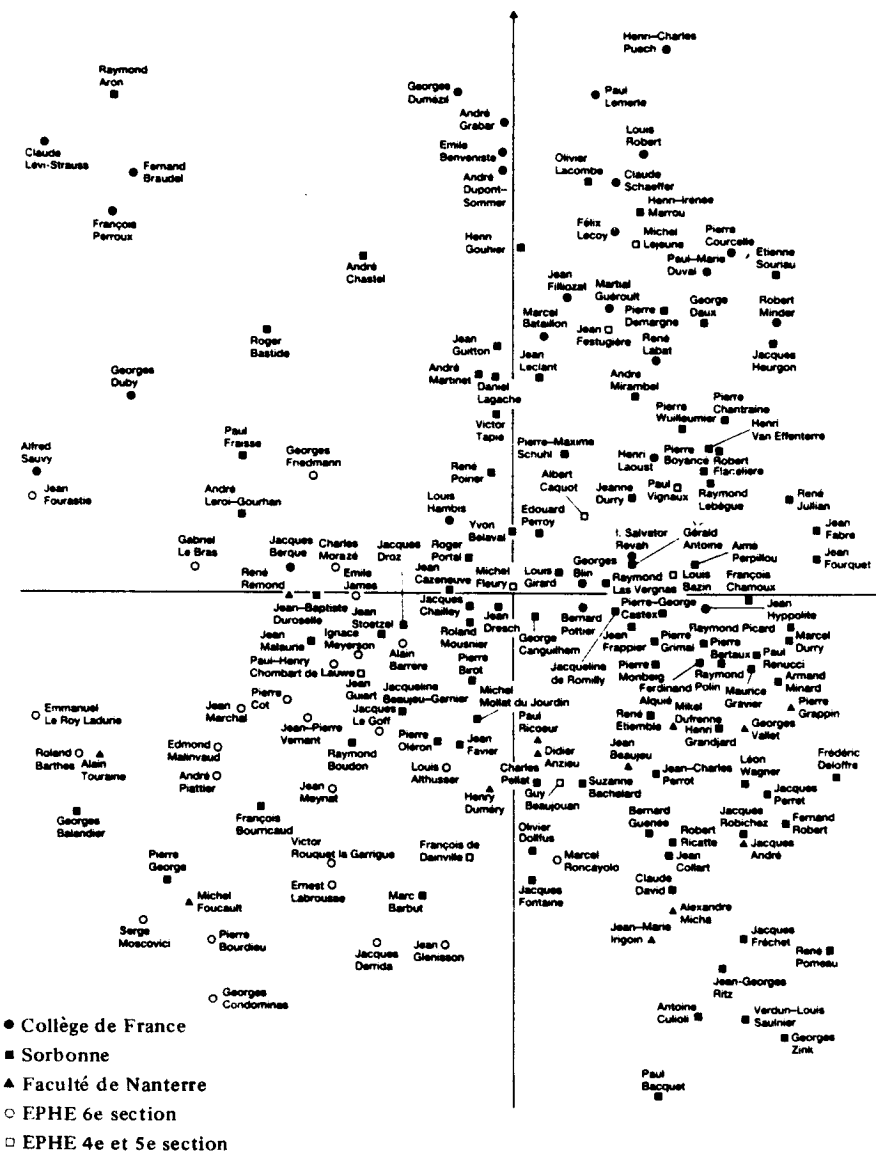 Henri–Charles
Puech
Raymond
Aron
Georges
Dumézil
Paul
Lemerle
André
Grabar
Claude
Lévi-Strauss
Fernand
Braudel
Emile
Benveniste
Louis
Robert
Olivier
Lacombe
Claude
Schaeffer
André
Dupont–
Sommer
Henri–Irénée
Marrou
François
Perroux
Félix
Lecoy
Michel
Lejeune
Pierre
Courcelle
Henri
Gouhier
Paul–Marie
Duval
Etienne
Souriau
André
Chastel
Jean
Filliozat
Martial
Guéroult
Marcel
Bataillon
Pierre
Demargne
George
Daux
Robert
Minder
Roger
Bastide
Jean
Guitton
Jean
Festugière
René
Labat
Jacques
Heurgon
Georges
Duby
André
Martinet
Daniel
Lagache
Jean
Leclant
André
Mirambel
Victor
Tapié
Pierre
Wuilleumier
Pierre
Chantraine
Henri
Van Effenterre
Alfred
Sauvy
Paul
Fraisse
Georges
Friedmann
Pierre–Maxime
Schuhl
Henri
Laoust
Pierre
Boyancé
Robert
Flacelière
Jean
Fourastié
André
Leroi–Gourhan
René
Poirier
Albert
Caquot
Jeanne
Durry
Paul
Vignaux
Raymond
Lebègue
René
Jullian
Louis
Hambis
Yvon
Belaval
Edouard
Perroy
Jean
Fabre
Gabriel
Le Bras
Jacques
Berque
Charles
Morazé
Jacques
Droz
Roger
Portal
I. Salvator
Revah
Gérald
Antoine
Aimé
Perpillou
Jean
Fourquet
René
Rémond
Emile
James
Jean
Cazeneuve
Michel
Fleury
Louis
Girard
Georges
Blin
Raymond
Las Vergnas
Louis
Bazin
François
Chamoux
Jean–Baptiste
Duroselle
Jean
Stoetzel
Jacques
Chailley
Jean
Dresch
Bernard
Pottier
Pierre–George
Castex
Jean
Hyppolite
Jean
Malaurie
Ignace
Meyerson
Alain
Barrère
Roland
Mousnier
George
Canguilhem
Jean
Frappier
Pierre
Grimal
Raymond Picard
Pierre
Bertaux
Marcel
Durry
Paul–Henry
Chombart de Lauwe
Pierre
Birot
Jacqueline
de Romilly
Pierre
Monbeig
Raymond
Polin
Paul
Renucci
Jean
Guiart
Jacqueline
Beaujeu–Garnier
Michel
Mollat du Jourdin
Ferdinand
Alquié
Maurice
Gravier
Armand
Minard
Emmanuel
Le Roy Ladurie
Jean
Marchal
Pierre
Cot
Jacques
Le Goff
Paul
Ricoeur
René
Etiemble
Mikel
Dufrenne
Pierre
Grappin
Jean–Pierre
Vernant
Henri
Grandjard
Georges
Vallet
Roland
Barthes
Alain
Touraine
Edmond
Malinvaud
Raymond
Boudon
Pierre
Oléron
Jean
Favier
Didier
Anzieu
Jean
Beaujeu
Frédéric
Deloffre
André
Piattier
Louis
Althusser
Charles
Pellat
Guy
Beaujouan
Suzanne
Bachelard
Jean–Charles
Perrot
Léon
Wagner
Jean
Meynat
Henry
Duméry
Jacques
Perret
Georges
Balandier
François
Bourricaud
Bernard
Guenée
Jacques
Robichez
Fernand
Robert
Victor
Rouquet la Garrigue
François de
Dainville
Olivier
Dollfus
Robert
Ricatte
Jacques
André
Pierre
George
Marcel
Roncayolo
Jean
Collart
Ernest
Labrousse
Jacques
Fontaine
Claude
David
Michel
Foucault
Marc
Barbut
Alexandre
Micha
Serge
Moscovici
Pierre
Bourdieu
Jacques
Derrida
Jean
Glenisson
Jean–Marie
Ingoin
Jacques
Fréchet
René
Pomeau
Georges
Condominas
Jean–Georges
Ritz
Antoine
Culioli
Verdun–Louis
Saulnier
Georges
Zink
Paul
Bacquet
Collège de France
Sorbonne
Faculté de Nanterre
EPHE 6e section
EPHE 4e et 5e section